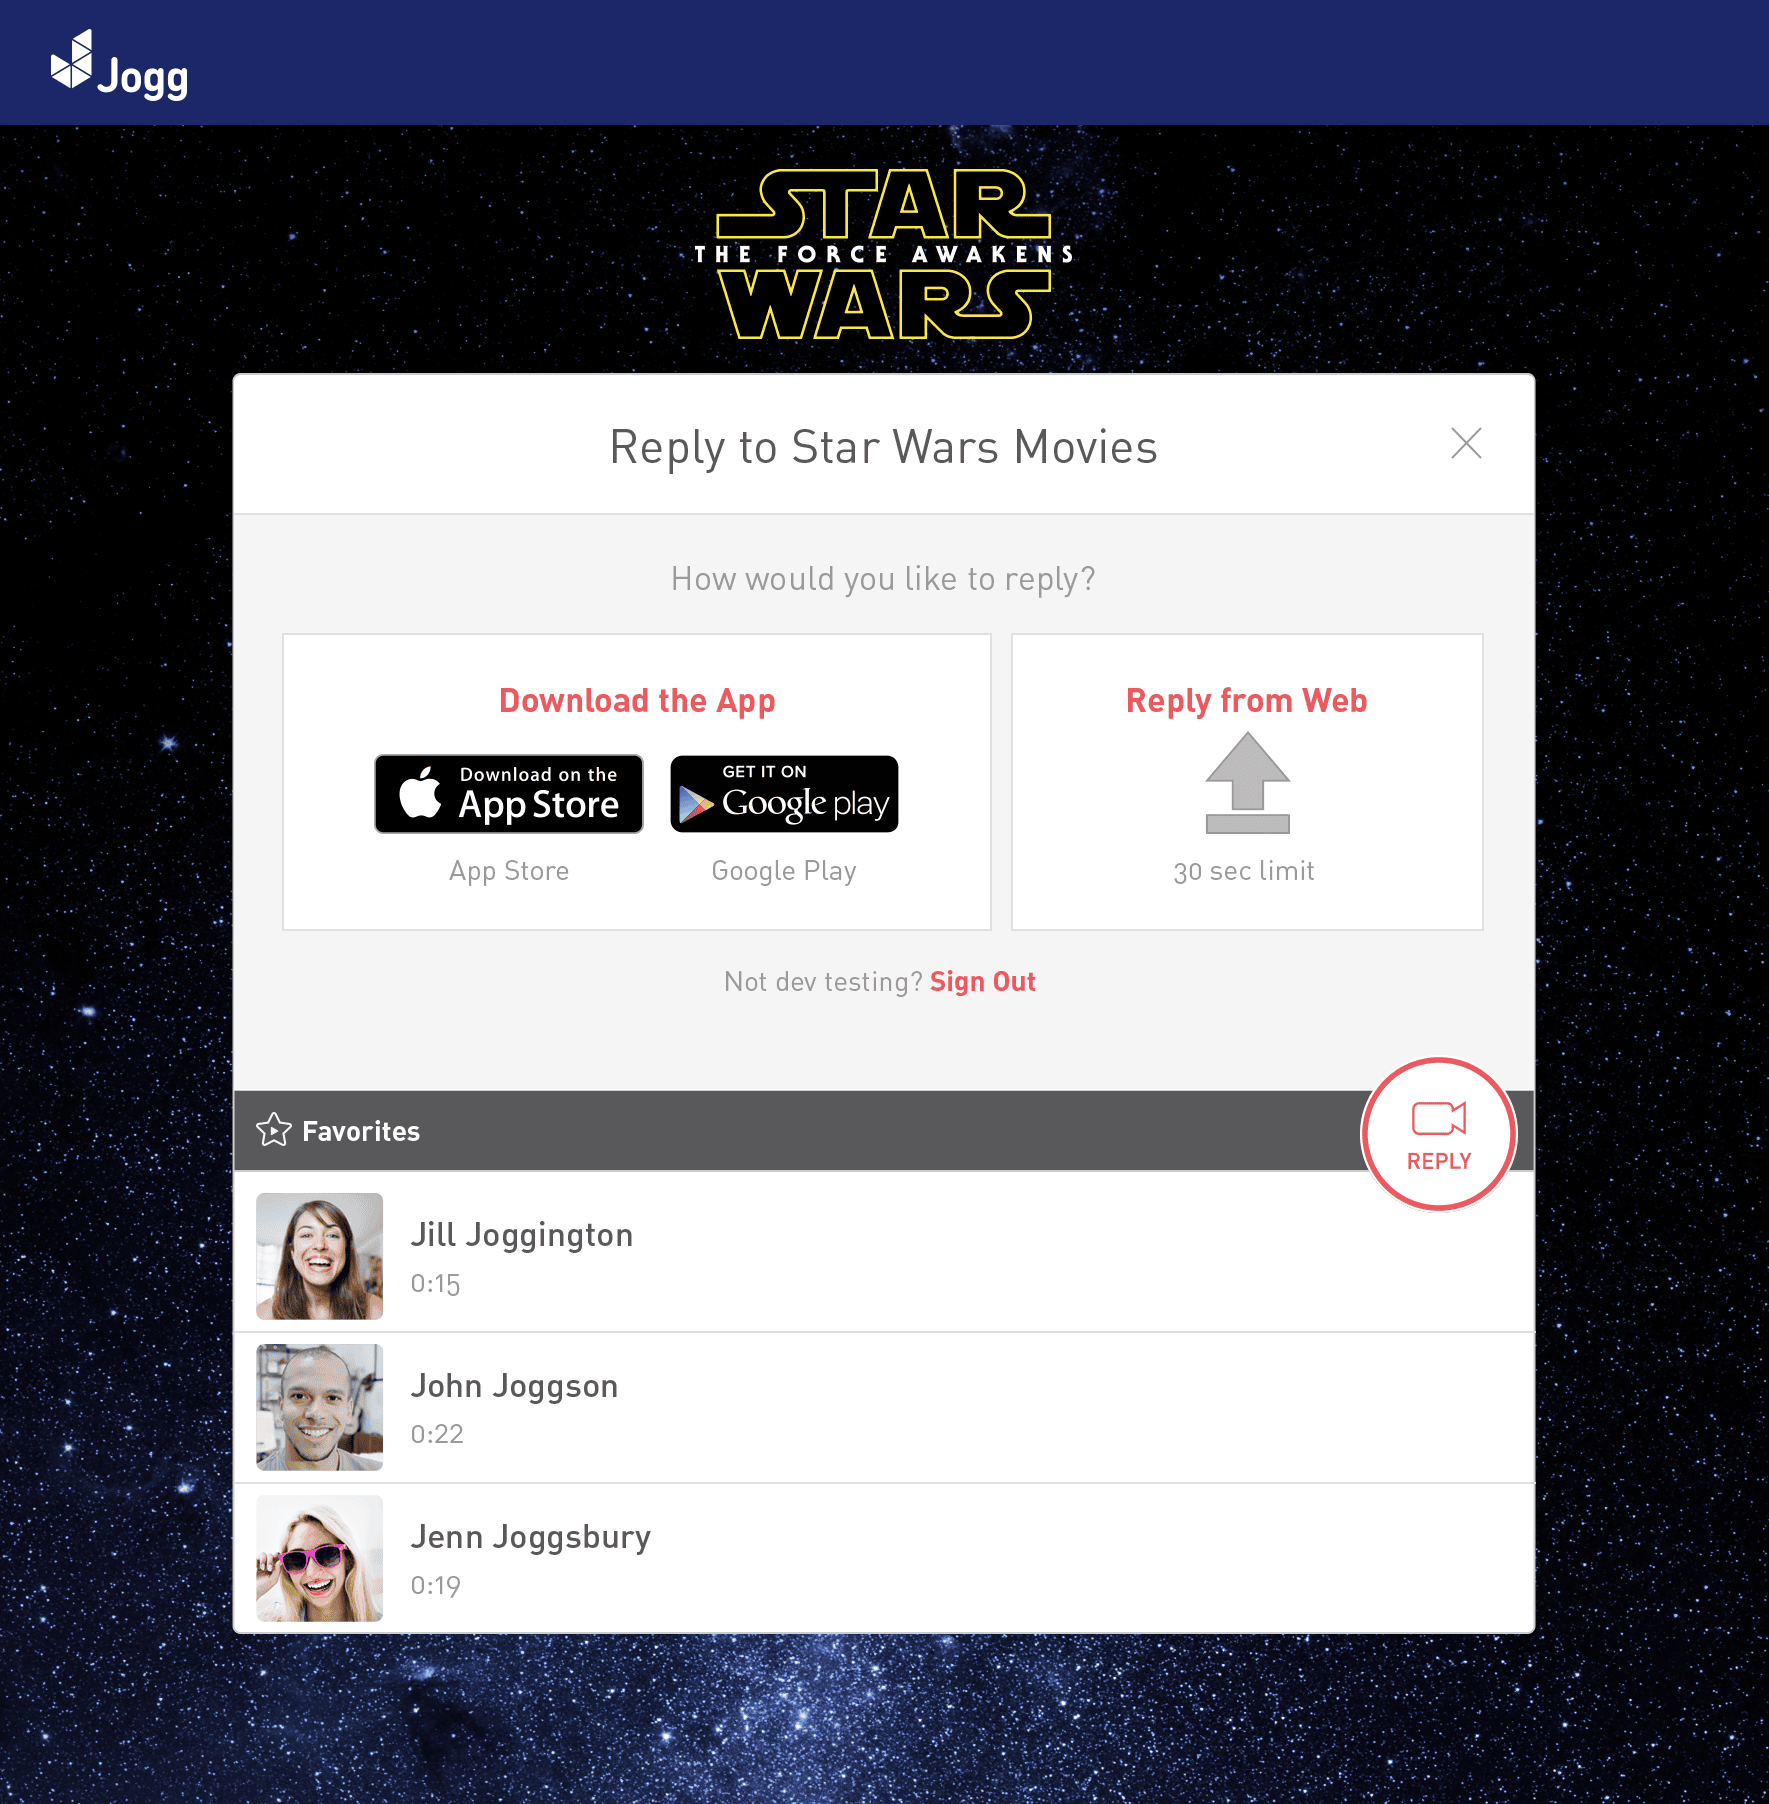 Jogg
STAR
THE FORCE AWAKENS
WARS
Reply to Star Wars Movies
How would you like to reply?
Download the App
Download on the
App Store
GET IT ON
Google play
App Store
Google Play
Reply from Web
30 sec limit
Not dev testing? Sign Out
Favorites
REPLY
Jill Joggington
0:15
John Joggson
0:22
Jenn Joggsbury
0:19